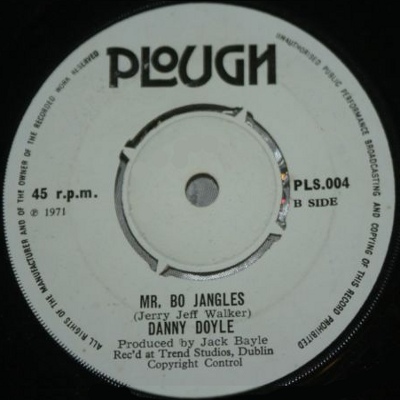 PLOUGH
45 r.p.m.
℗ 1971
PLS.004
B SIDE
MR. BO JANGLES
(Jerry Jeff Walker)
DANNY DOYLE
Produced by Jack Bayle
Rec'd at Trend Studios, Dublin
Copyright Control
ALL RIGHTS OF THE MANUFACTURER AND OF THE OWNER OF THE RECORDED WORK RESERVED
UNAUTHORISED PUBLIC PERFORMANCE BROADCASTING AND COPYING OF THIS RECORD PROHIBITED